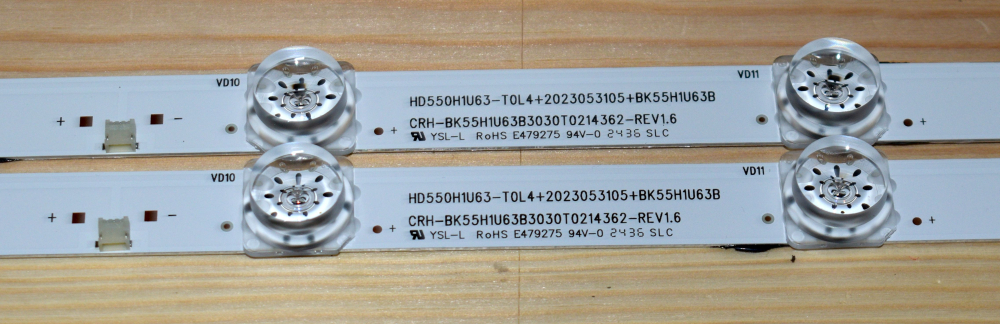 VD10
VD11
HD550H1U63-T0L4+2023053105+BK55H1U63B
CRH-BK55H1U63B3030T0214362-REV1.6
+ - + +
YSL-L RoHS E479275 94V-0 2436 SLC
VD10
VD11
HD550H1U63-T0L4+2023053105+BK55H1U63B
CRH-BK55H1U63B3030T0214362-REV1.6
+ - + +
YSL-L RoHS E479275 94V-0 2436 SLC